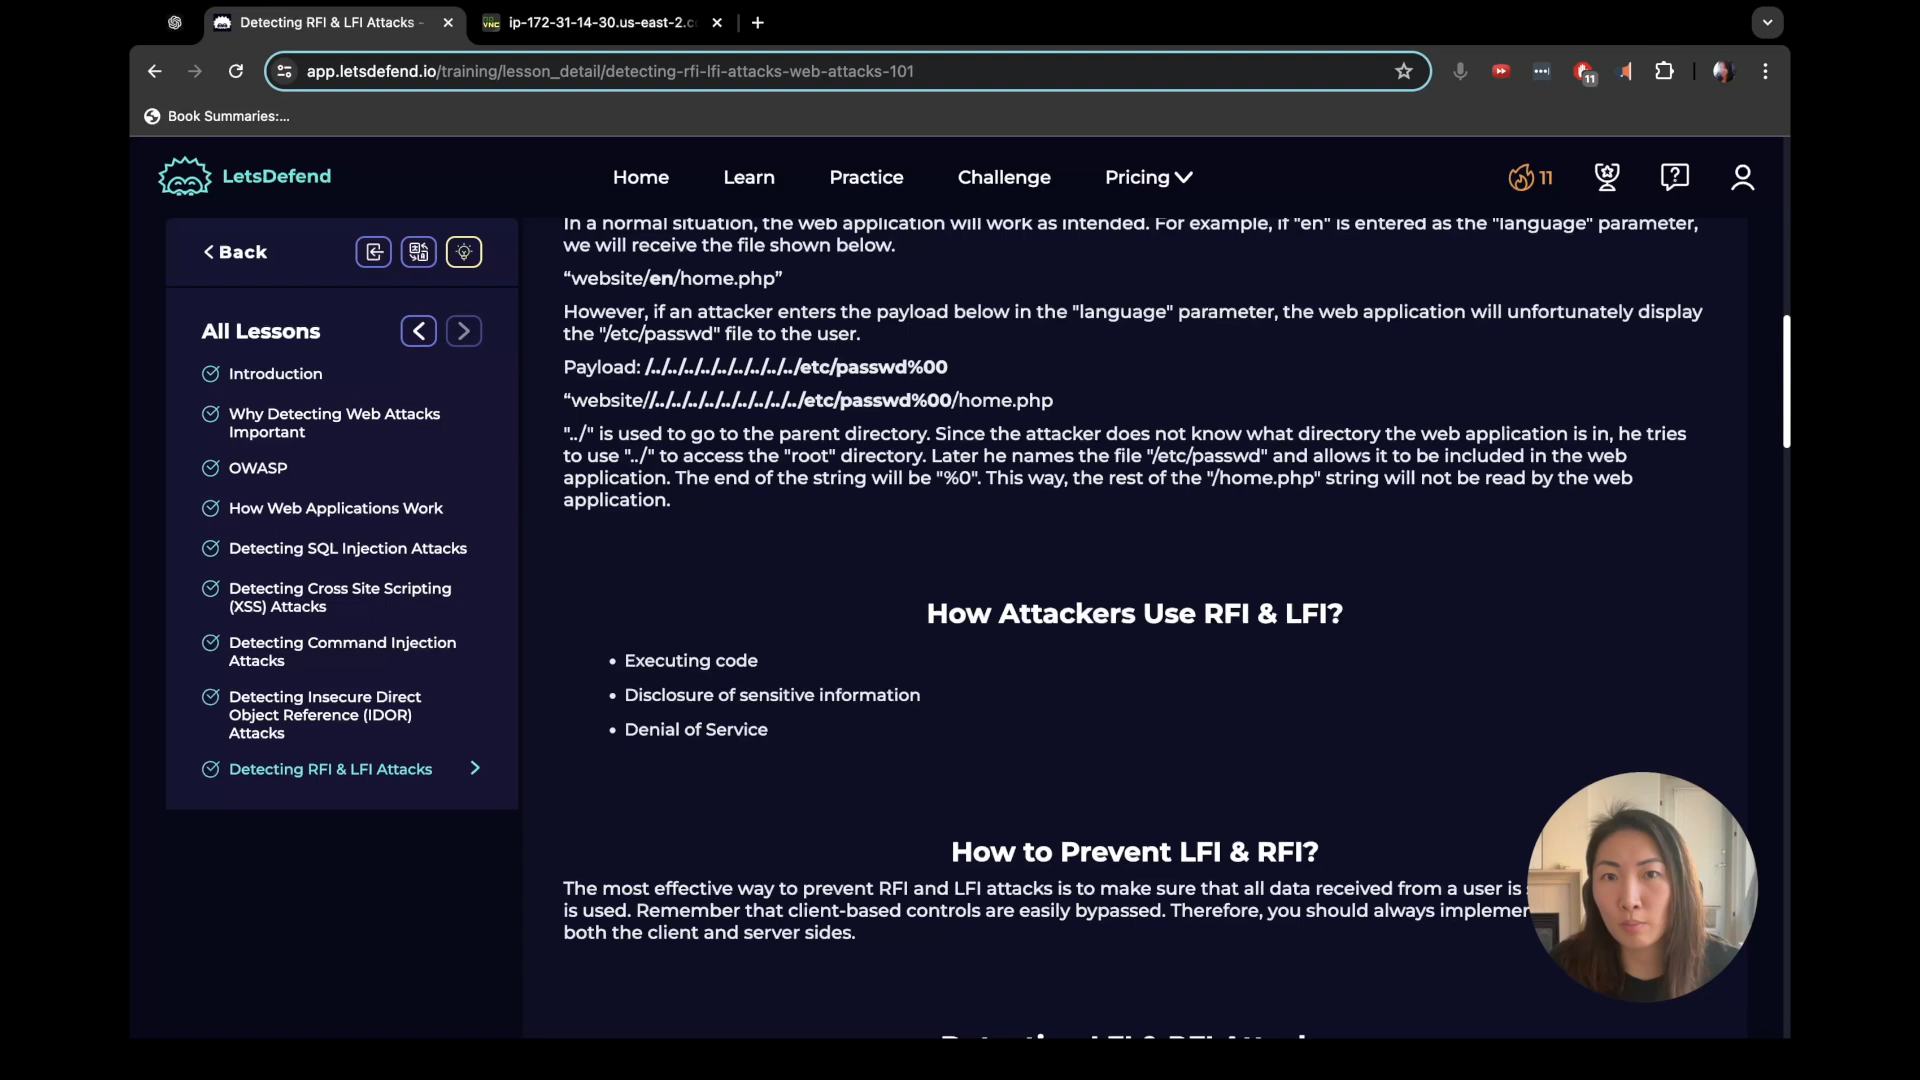 Detecting RFI & LFI Attacks -
ip-172-31-14-30.us-east-2.c
app.letsdefend.io/training/lesson_detail/detecting-rfi-lfi-attacks-web-attacks-101
11
Book Summaries:...
LetsDefend
Home
Learn
Practice
Challenge
Pricing
11
Back
All Lessons
Introduction
Why Detecting Web Attacks
Important
OWASP
How Web Applications Work
Detecting SQL Injection Attacks
Detecting Cross Site Scripting
(XSS) Attacks
Detecting Command Injection
Attacks
Detecting Insecure Direct
Object Reference (IDOR)
Attacks
Detecting RFI & LFI Attacks
In a normal situation, the web application will work as intended. For example, if "en" is entered as the "language" parameter,
we will receive the file shown below.
“website/en/home.php”
However, if an attacker enters the payload below in the "language" parameter, the web application will unfortunately display
the "/etc/passwd" file to the user.
Payload: /../../../../../../../../../../etc/passwd%00
“website//../../../../../../../../../../etc/passwd%00/home.php
"../" is used to go to the parent directory. Since the attacker does not know what directory the web application is in, he tries
to use "../" to access the "root" directory. Later he names the file "/etc/passwd" and allows it to be included in the web
application. The end of the string will be "%0". This way, the rest of the "/home.php" string will not be read by the web
application.
How Attackers Use RFI & LFI?
• Executing code
• Disclosure of sensitive information
• Denial of Service
How to Prevent LFI & RFI?
The most effective way to prevent RFI and LFI attacks is to make sure that all data received from a user is
is used. Remember that client-based controls are easily bypassed. Therefore, you should always implemen
both the client and server sides.